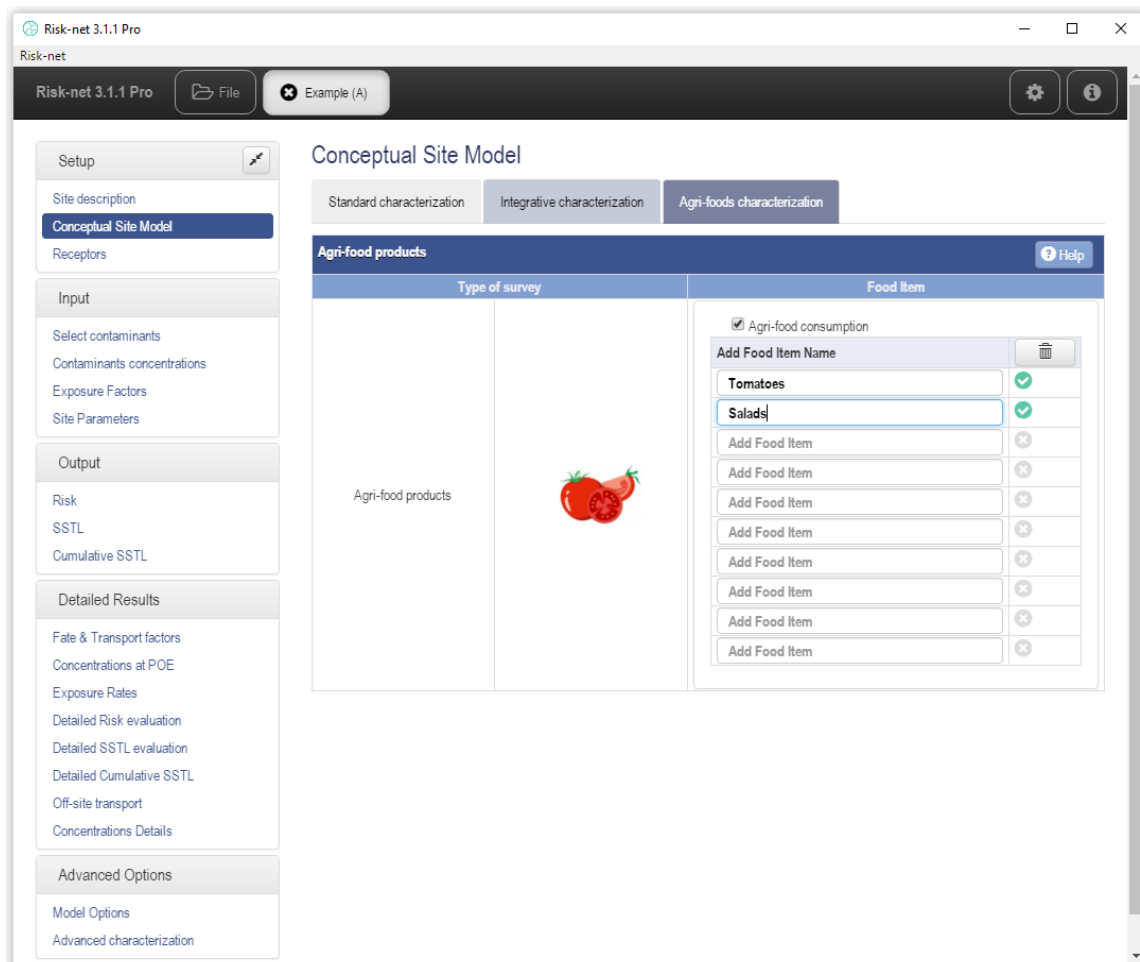 Risk-net 3.1.1 Pro
Risk-net
Risk-net 3.1.1 Pro
File
Example (A)
Setup
Site description
Conceptual Site Model
Receptors
Input
Select contaminants
Contaminants concentrations
Exposure Factors
Site Parameters
Output
Risk
SSTL
Cumulative SSTL
Detailed Results
Fate & Transport factors
Concentrations at POE
Exposure Rates
Detailed Risk evaluation
Detailed SSTL evaluation
Detailed Cumulative SSTL
Off-site transport
Concentrations Details
Advanced Options
Model Options
Advanced characterization
Conceptual Site Model
Standard characterization Integrative characterization Agri-foods characterization
Agri-food products Help
Type of survey Food Item
Agri-food products
Agri-food consumption
Add Food Item Name
Tomatoes
Salads
Add Food Item
Add Food Item
Add Food Item
Add Food Item
Add Food Item
Add Food Item
Add Food Item
Add Food Item